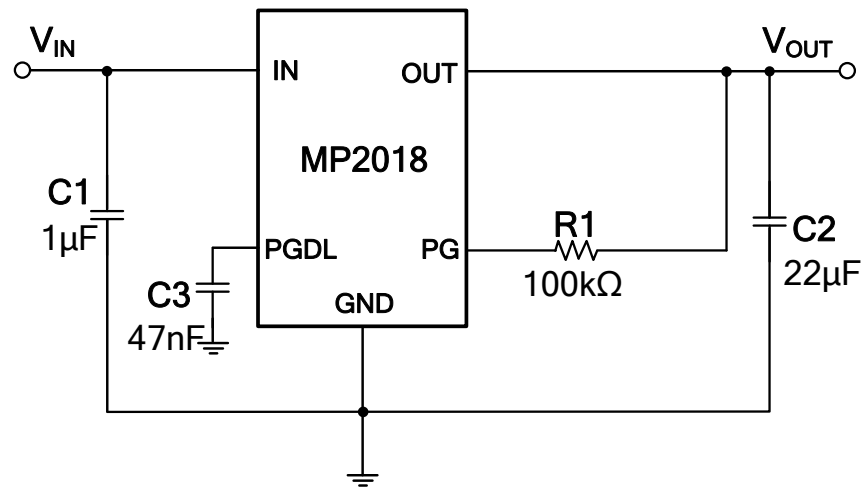 VIN
VOUT
IN
OUT
MP2018
C1
1µF
PGDL
PG
R1
100kΩ
C2
22µF
C3
47nF
GND